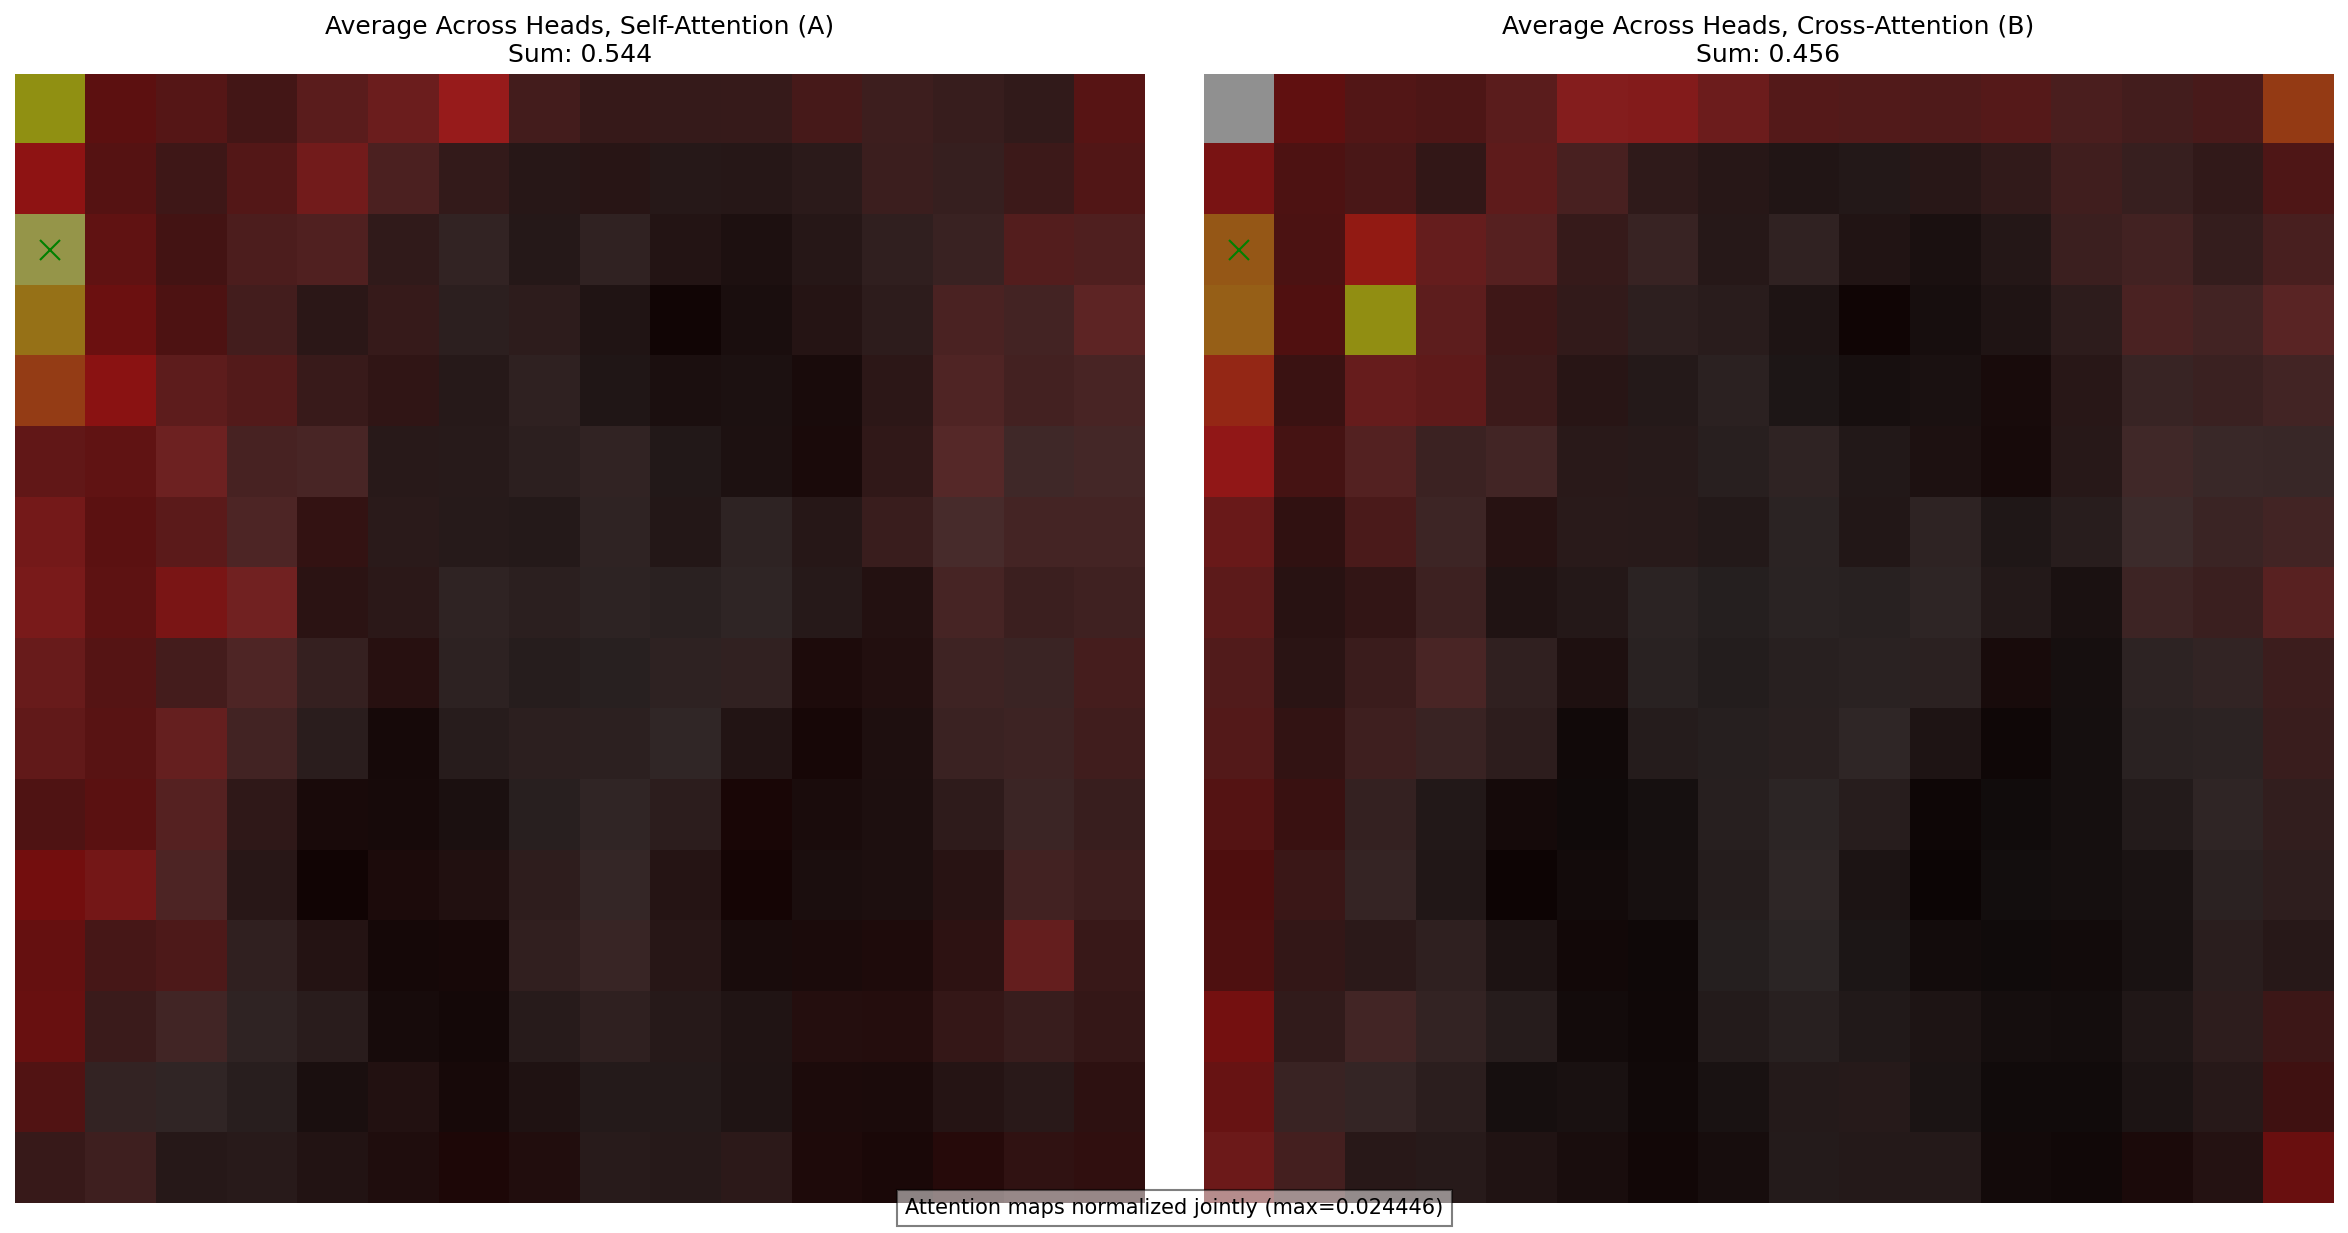 Average Across Heads, Self-Attention (A)
Sum: 0.544
Average Across Heads, Cross-Attention (B)
Sum: 0.456
Attention maps normalized jointly (max=0.024446)